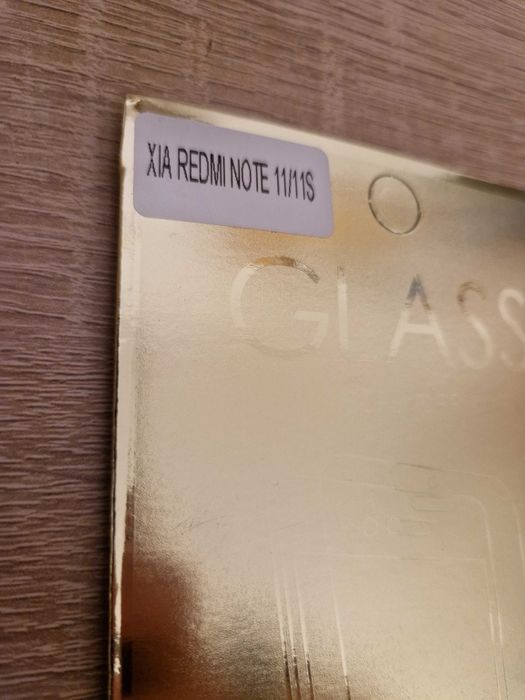 XIA REDMI NOTE 11/11S
GLASS